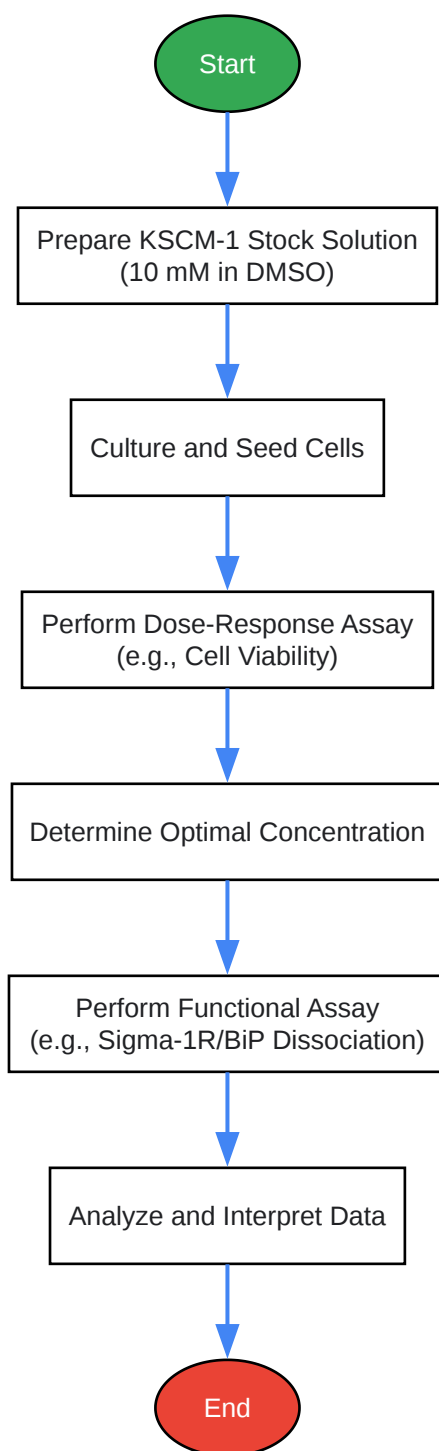 Start
Prepare KSCM-1 Stock Solution
(10 mM in DMSO)
Culture and Seed Cells
Perform Dose-Response Assay
(e.g., Cell Viability)
Determine Optimal Concentration
Perform Functional Assay
(e.g., Sigma-1R/BiP Dissociation)
Analyze and Interpret Data
End